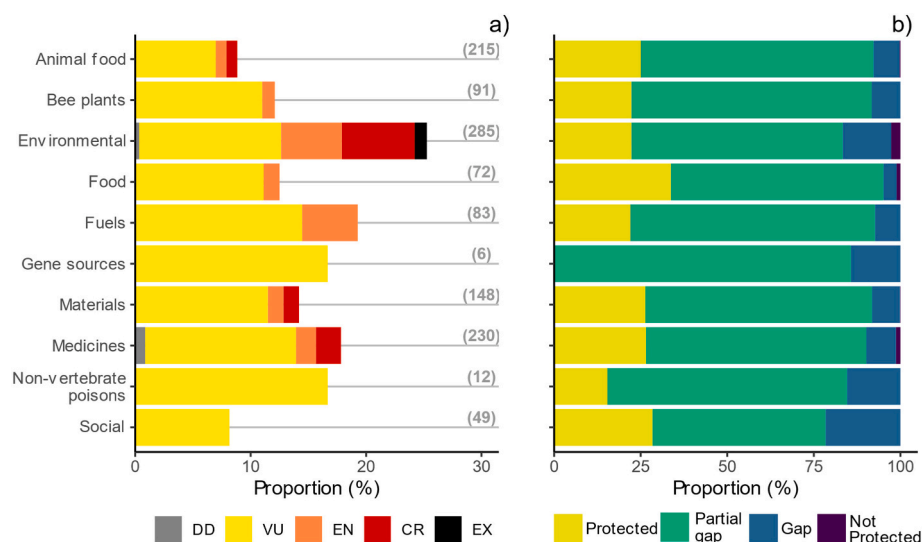 a)
b)
Animal food
(215)
Bee plants
(91)
Environmental
(285)
Food
(72)
Fuels
(83)
Gene sources
(6)
Materials
(148)
Medicines
(230)
Non-vertebrate
poisons
(12)
Social
(49)
0 10 20 30
0 25 50 75 100
Proportion (%)
Proportion (%)
DD VU EN CR EX
Protected
Partial
gap
Gap
Not
Protected